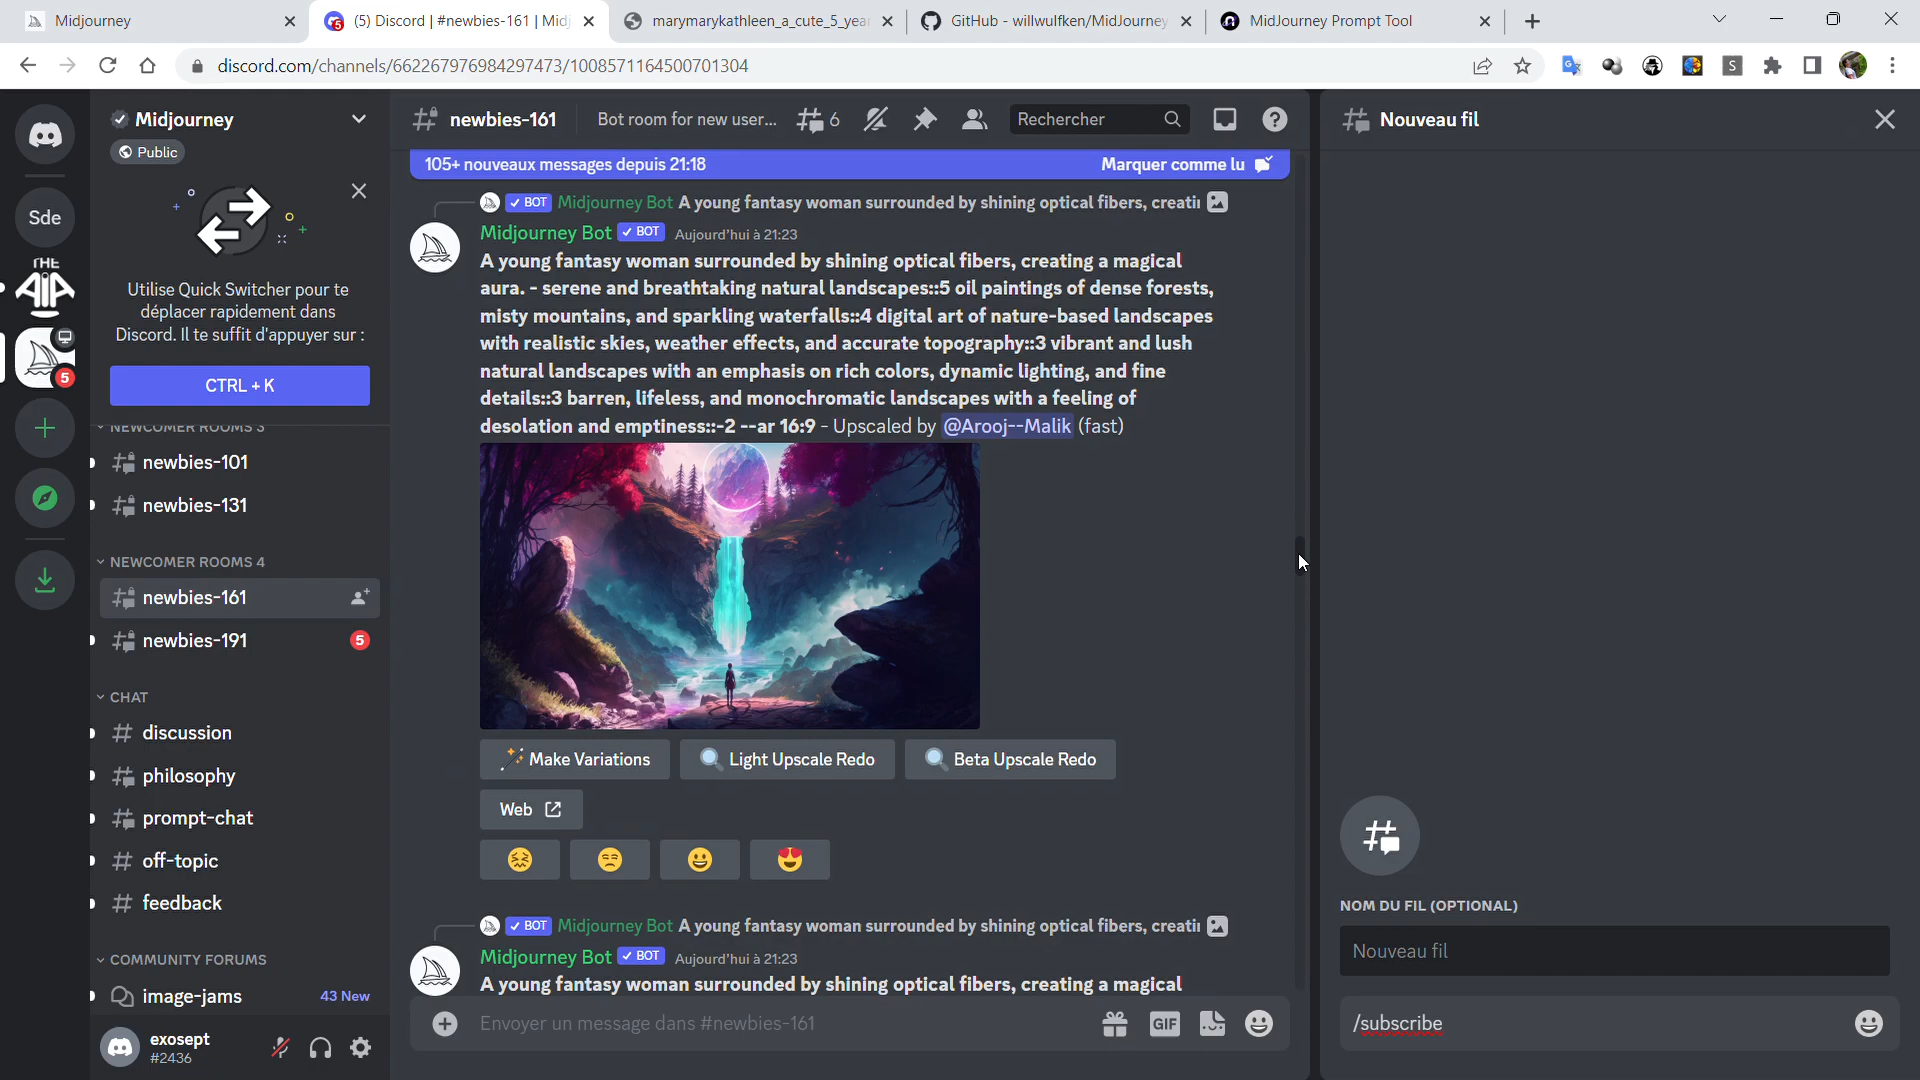 Midjourney
(5) Discord | #newbies-161 | Midj
marymarykathleen_a_cute_5_yea
GitHub - willwulfken/MidJourney
MidJourney Prompt Tool
discord.com/channels/662267976984297473/1008571164500701304
S
Midjourney
Public
Utilise Quick Switcher pour te
déplacer rapidement dans
Discord. Il te suffit d'appuyer sur :
CTRL + K
Sde
THE
5
NEWCOMER ROOMS 3
newbies-101
newbies-131
NEWCOMER ROOMS 4
newbies-161
newbies-191
5
CHAT
discussion
philosophy
prompt-chat
off-topic
feedback
COMMUNITY FORUMS
image-jams
43 New
exosept
#2436
newbies-161
Bot room for new user...
6
Rechercher
105+ nouveaux messages depuis 21:18
Marquer comme lu
BOT Midjourney Bot A young fantasy woman surrounded by shining optical fibers, creatin
Midjourney Bot BOT Aujourd'hui à 21:23
A young fantasy woman surrounded by shining optical fibers, creating a magical
aura. - serene and breathtaking natural landscapes::5 oil paintings of dense forests,
misty mountains, and sparkling waterfalls::4 digital art of nature-based landscapes
with realistic skies, weather effects, and accurate topography::3 vibrant and lush
natural landscapes with an emphasis on rich colors, dynamic lighting, and fine
details::3 barren, lifeless, and monochromatic landscapes with a feeling of
desolation and emptiness::-2 --ar 16:9 - Upscaled by @Arooj--Malik (fast)
Make Variations
Light Upscale Redo
Beta Upscale Redo
Web
BOT Midjourney Bot A young fantasy woman surrounded by shining optical fibers, creatin
Midjourney Bot BOT Aujourd'hui à 21:23
A young fantasy woman surrounded by shining optical fibers, creating a magical
Envoyer un message dans #newbies-161
GIF
Nouveau fil
NOM DU FIL (OPTIONAL)
Nouveau fil
/subscribe